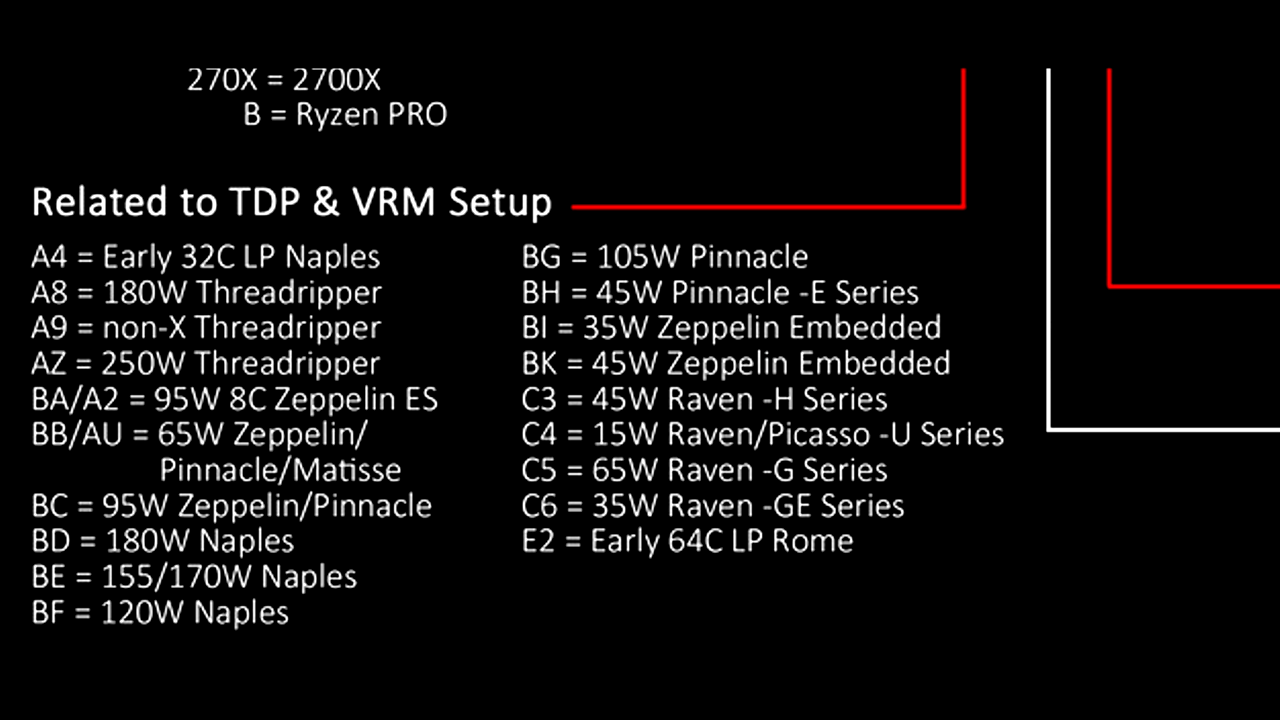 270X = 2700X
B = Ryzen PRO
Related to TDP & VRM Setup
A4 = Early 32C LP Naples
A8 = 180W Threadripper
A9 = non-X Threadripper
AZ = 250W Threadripper
BA/A2 = 95W 8C Zeppelin ES
BB/AU = 65W Zeppelin/
Pinnacle/Matisse
BC = 95W Zeppelin/Pinnacle
BD = 180W Naples
BE = 155/170W Naples
BF = 120W Naples
BG = 105W Pinnacle
BH = 45W Pinnacle -E Series
BI = 35W Zeppelin Embedded
BK = 45W Zeppelin Embedded
C3 = 45W Raven -H Series
C4 = 15W Raven/Picasso -U Series
C5 = 65W Raven -G Series
C6 = 35W Raven -GE Series
E2 = Early 64C LP Rome